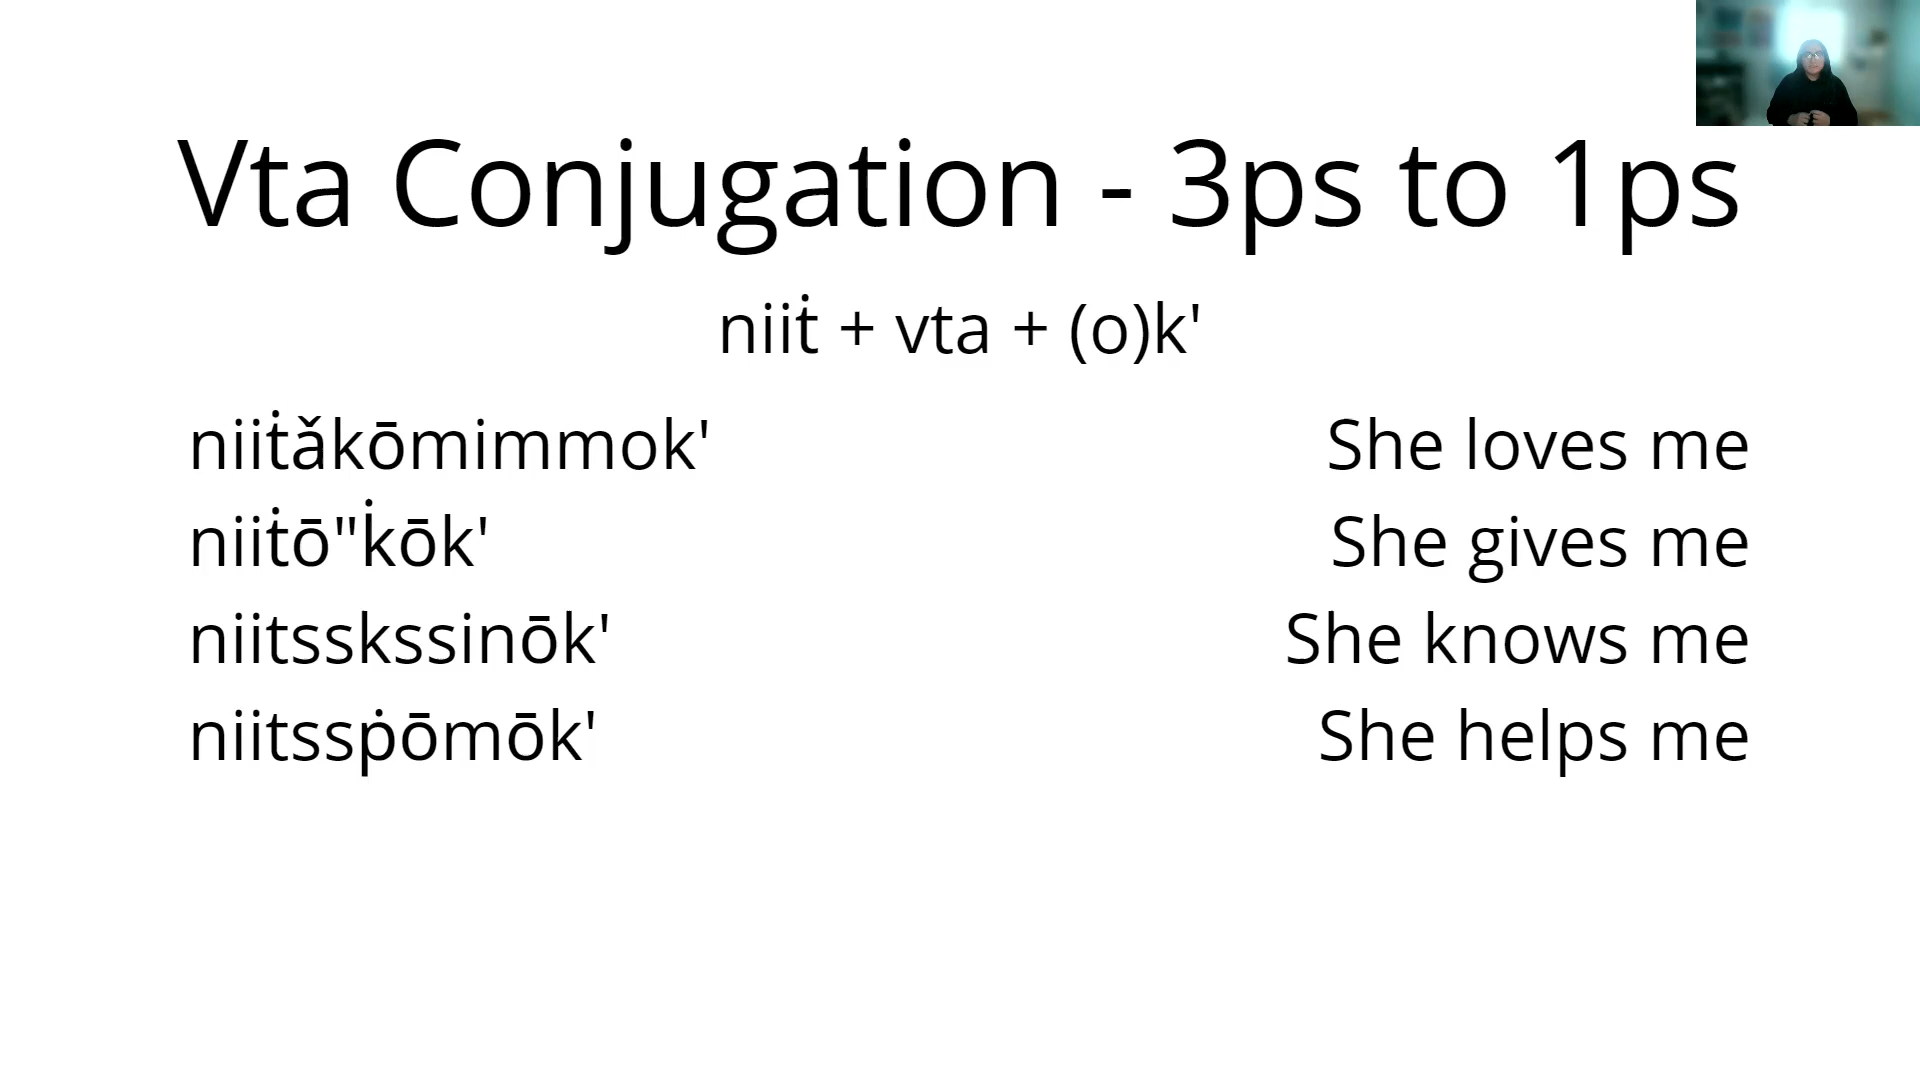 Vta Conjugation - 3ps to 1ps
niiṫ + vta + (o)k'
niiṫǎkōmimmok' She loves me
niiṫō"k̇ōk' She gives me
niitsskssinōk' She knows me
niitssṗōmōk' She helps me